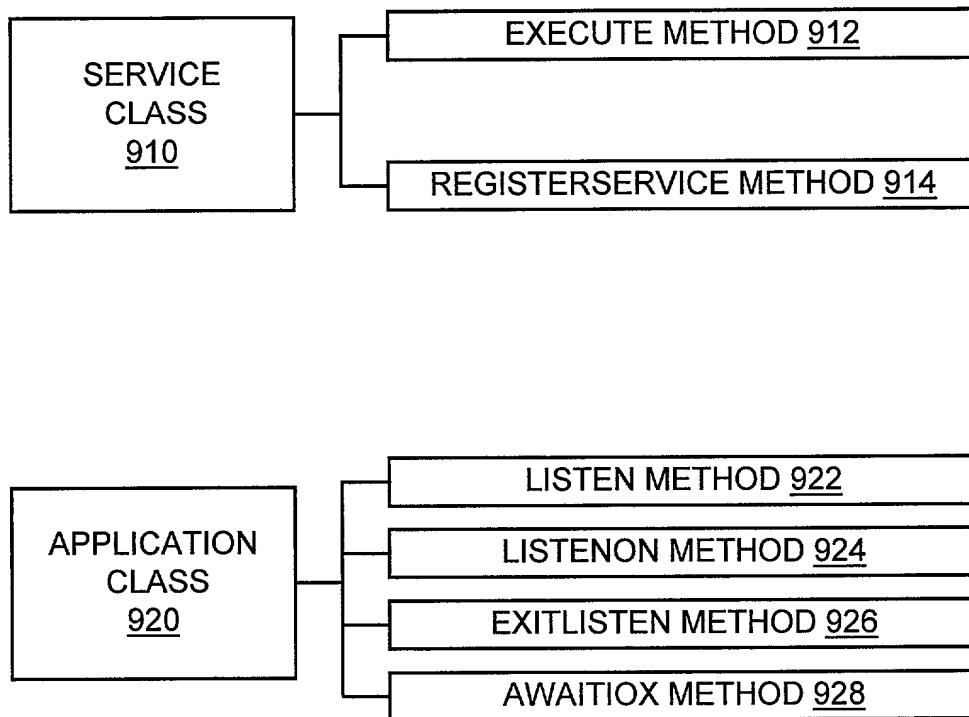 SERVICE
CLASS
910
EXECUTE METHOD 912
REGISTERSERVICE METHOD 914
APPLICATION
CLASS
920
LISTEN METHOD 922
LISTENON METHOD 924
EXITLISTEN METHOD 926
AWAITIOX METHOD 928